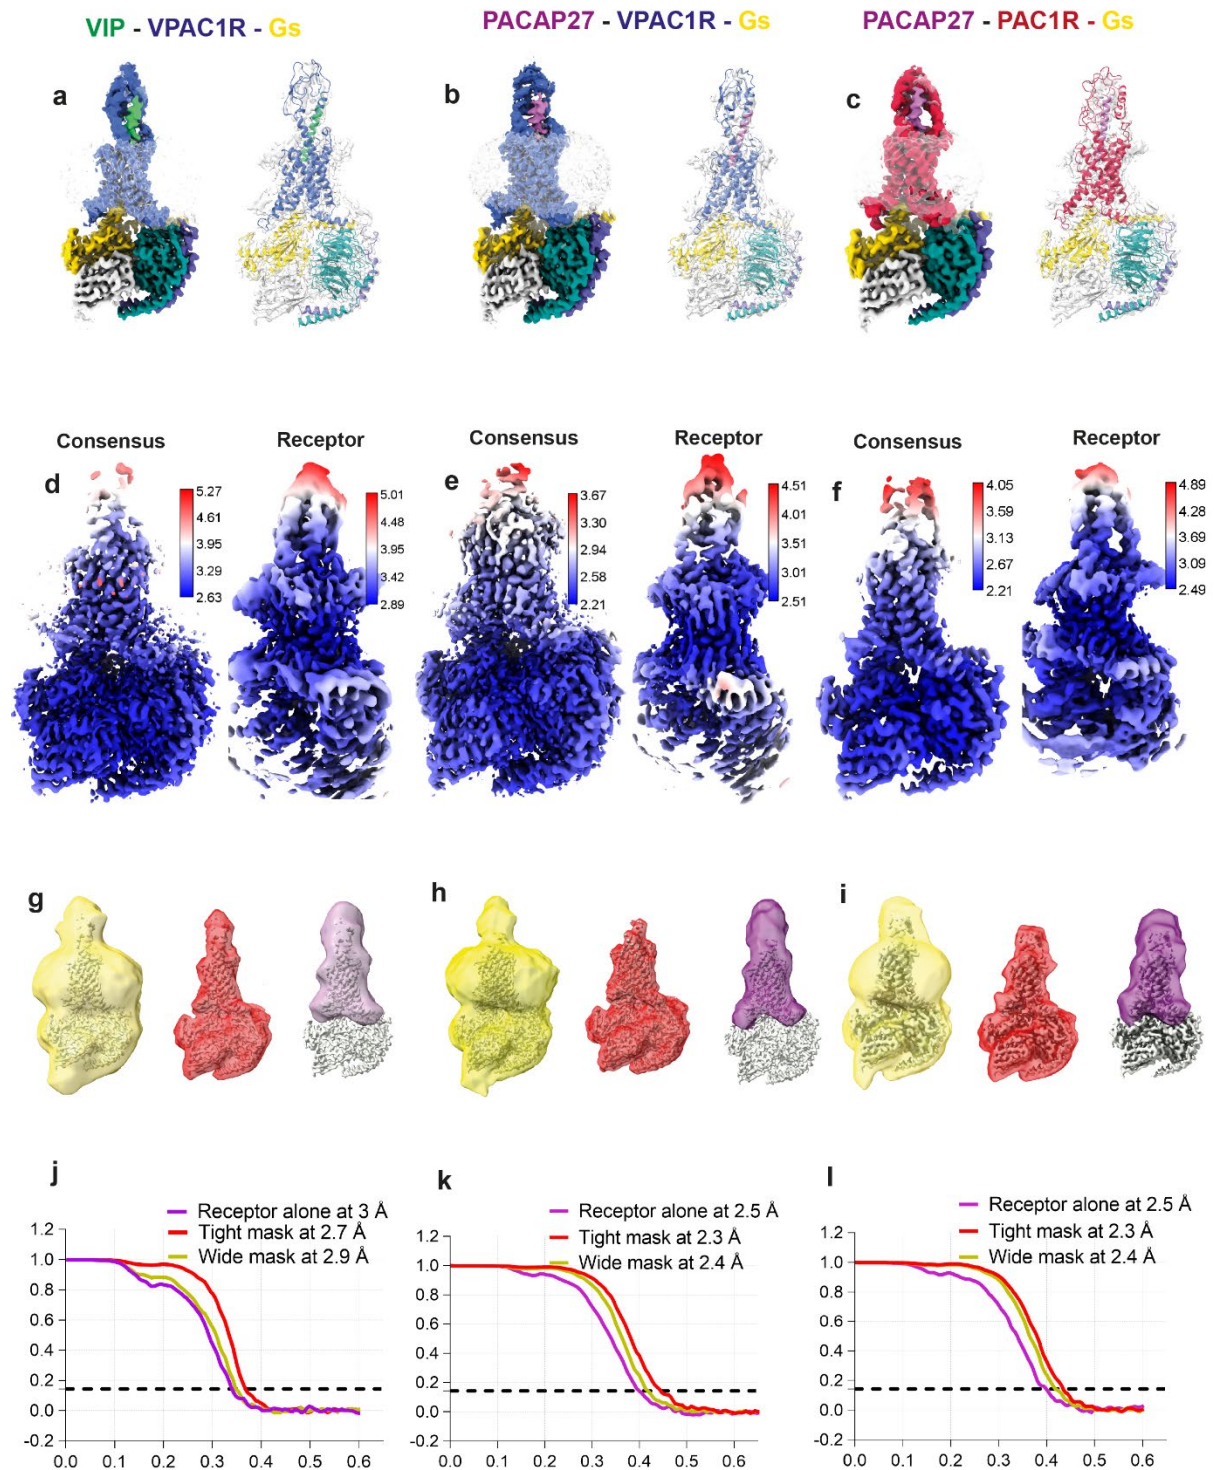 VIP - VPAC1R - Gs
PACAP27 - VPAC1R - Gs
PACAP27 - PAC1R - Gs
a
b
c
Consensus
Receptor
Consensus
Receptor
Consensus
Receptor
d
5.27
4.61
3.95
3.29
2.63
5.01
4.48
3.95
3.42
2.89
e
3.67
3.30
2.94
2.58
2.21
4.51
4.01
3.51
3.01
2.51
f
4.05
3.59
3.13
2.67
2.21
4.89
4.28
3.69
3.09
2.49
g
h
i
j
Receptor alone at 3 Å
Tight mask at 2.7 Å
Wide mask at 2.9 Å
1.2
1.0
0.8
0.6
0.4
0.2
0.0
-0.2
0.0 0.1 0.2 0.3 0.4 0.5 0.6
k
Receptor alone at 2.5 Å
Tight mask at 2.3 Å
Wide mask at 2.4 Å
1.2
1.0
0.8
0.6
0.4
0.2
0.0
-0.2
0.0 0.1 0.2 0.3 0.4 0.5 0.6
l
Receptor alone at 2.5 Å
Tight mask at 2.3 Å
Wide mask at 2.4 Å
1.2
1.0
0.8
0.6
0.4
0.2
0.0
-0.2
0.0 0.1 0.2 0.3 0.4 0.5 0.6